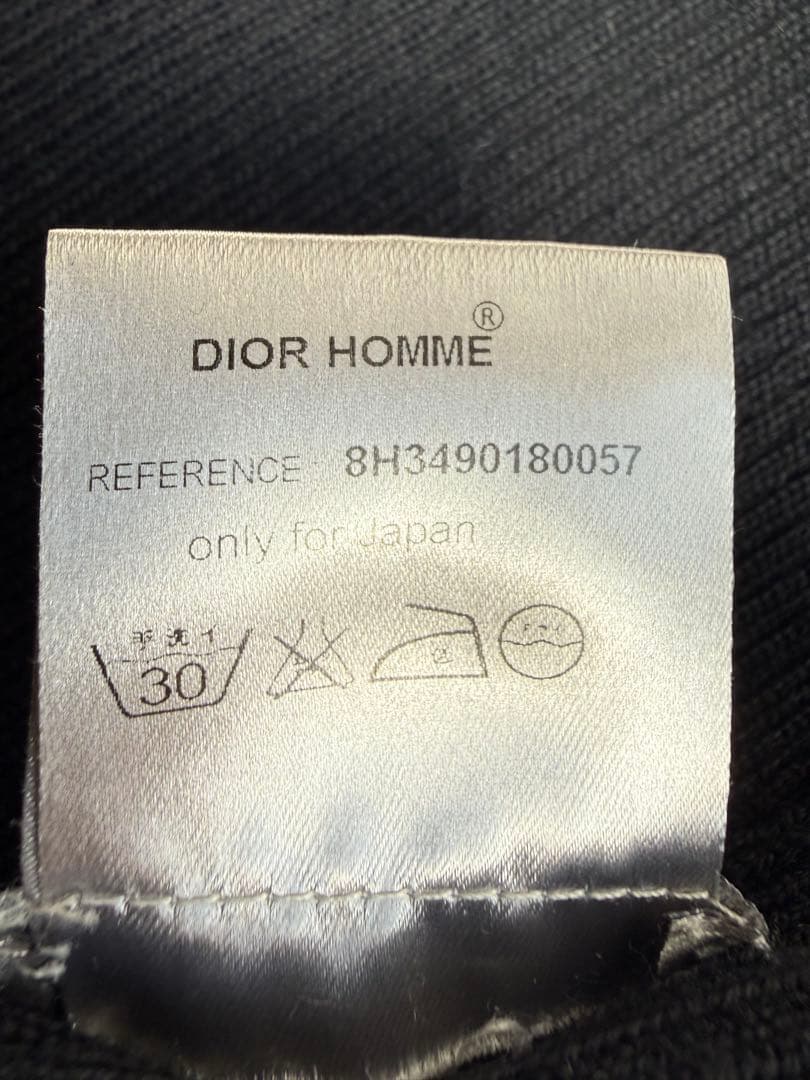 DIOR HOMME®
REFERENCE 8H3490180057
only for Japan
手洗イ
30